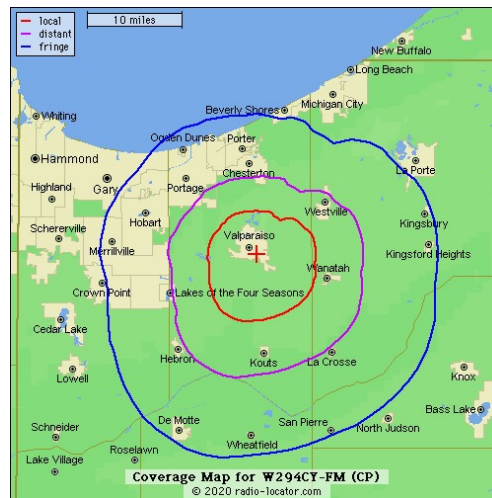 local
distant
fringe
10 miles
New Buffalo
Long Beach
Michigan City
Beverly Shores
Whiting
Ogden Dunes
Porter
Hammond
Chesterton
La Porte
Highland
Gary
Portage
Westville
Hobart
Kingsbury
Schererville
Merrillville
Valparaiso
Kingsford Heights
Wanatah
Crown Point
Lakes of the Four Seasons
Cedar Lake
Hebron
Kouts
La Crosse
Lowell
Knox
Bass Lake
De Motte
San Pierre
North Judson
Schneider
Wheatfield
Roselawn
Lake Village
Coverage Map for W294CY-FM (CP)
© 2020 radio-locator.com